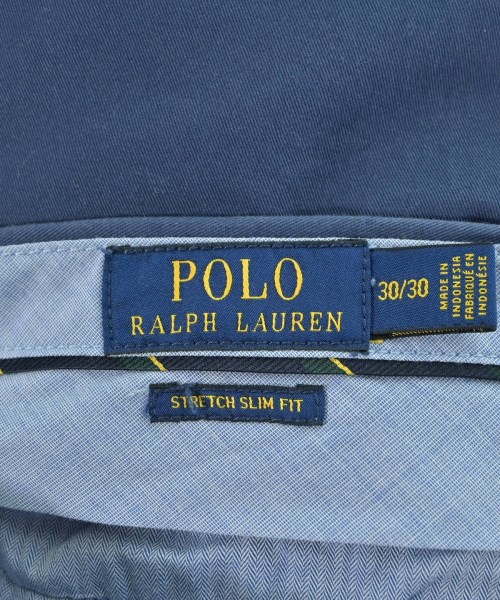 POLO
RALPH LAUREN
30/30
MADE IN
INDONESIA
FABRIQUÉ EN
INDONÉSIE
STRETCH SLIM FIT